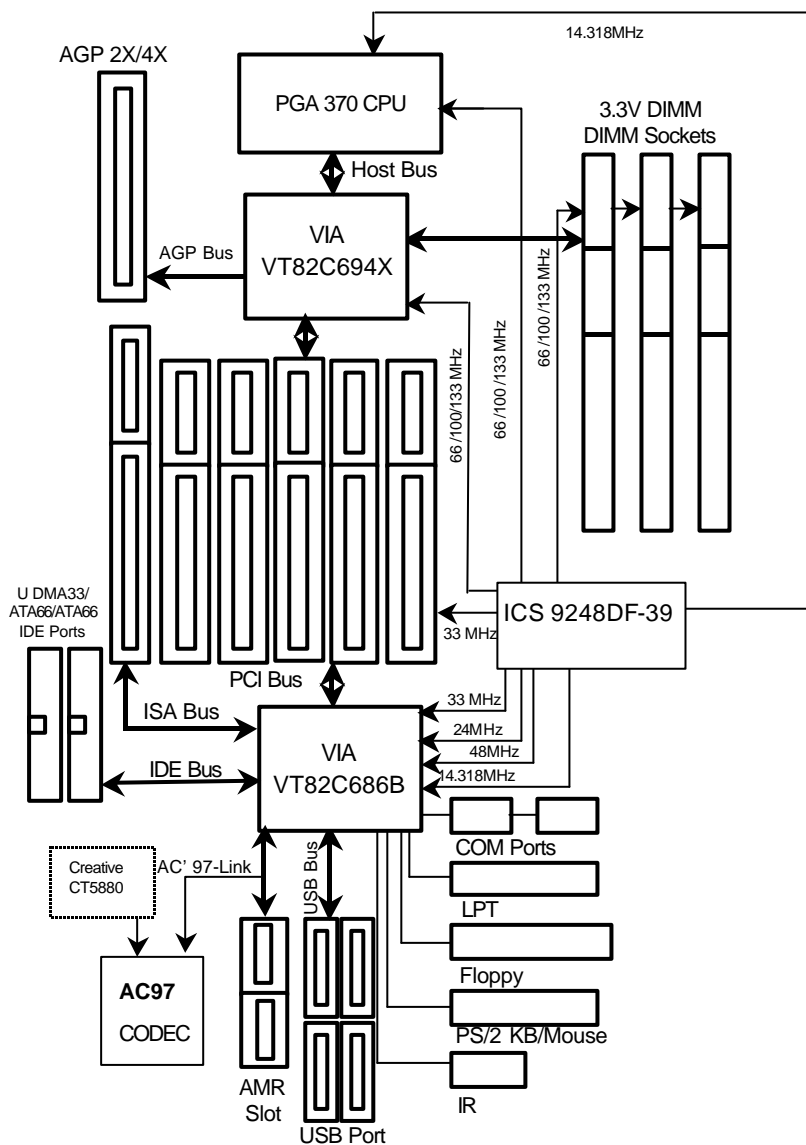 14.318MHz
AGP 2X/4X
PGA 370 CPU
3.3V DIMM
DIMM Sockets
Host Bus
VIA
VT82C694X
AGP Bus
66/100/133 MHz
66/100/133 MHz
66/100/133 MHz
U DMA33/
ATA66/ATA66
IDE Ports
ICS 9248DF-39
33 MHz
PCI Bus
ISA Bus
33 MHz
24MHz
48MHz
14.318MHz
VIA
VT82C686B
IDE Bus
COM Ports
Creative
CT5880
AC' 97-Link
USB Bus
LPT
AC97
CODEC
Floppy
PS/2 KB/Mouse
AMR
Slot
IR
USB Port